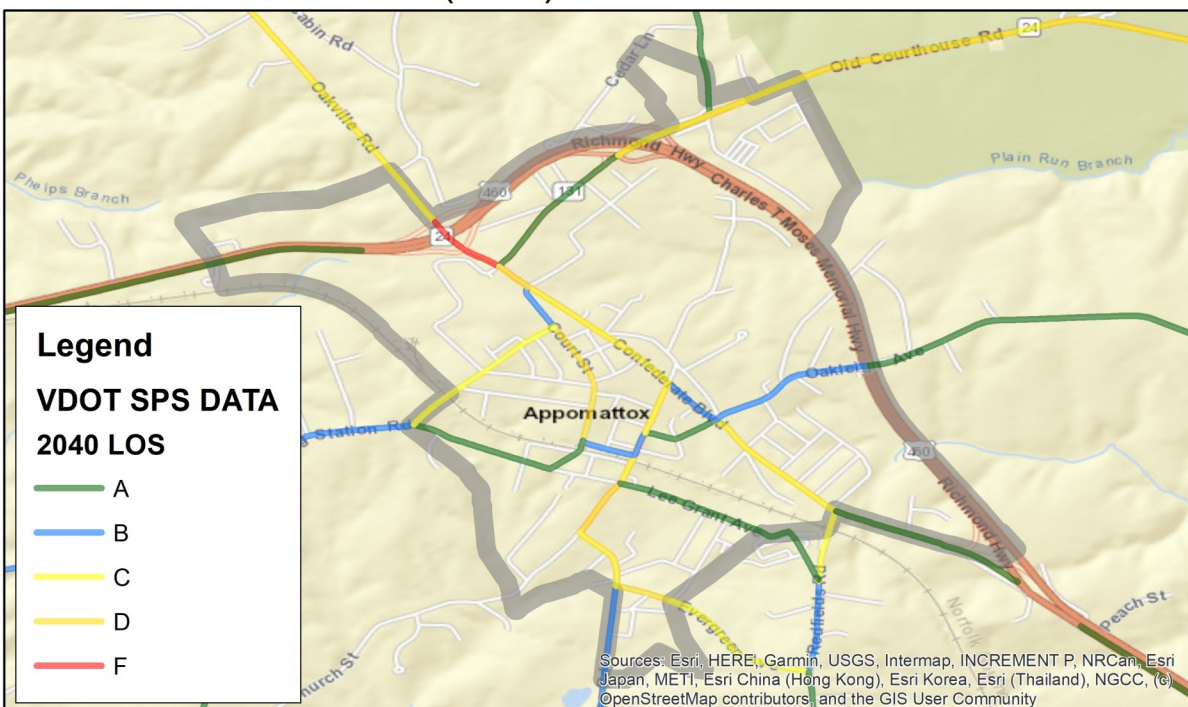 Cabin Rd
Cedar Ln
24
Old Courthouse Rd
Oakville Rd
Richmond Hwy
Charles T Moses Memorial Hwy
Plain Run Branch
Phelps Branch
460
131
24
Court St
Confederate Blvd
Oakleigh Ave
Appomattox
g Station Rd
460
Richmond Hwy
Lee Grant Ave
Redfields Rd
Evergreen
Norfolk
Peach St
hurch St
Legend
VDOT SPS DATA
2040 LOS
A
B
C
D
F
Sources: Esri, HERE, Garmin, USGS, Intermap, INCREMENT P, NRCan, Esri
Japan, METI, Esri China (Hong Kong), Esri Korea, Esri (Thailand), NGCC, (c)
OpenStreetMap contributors, and the GIS User Community